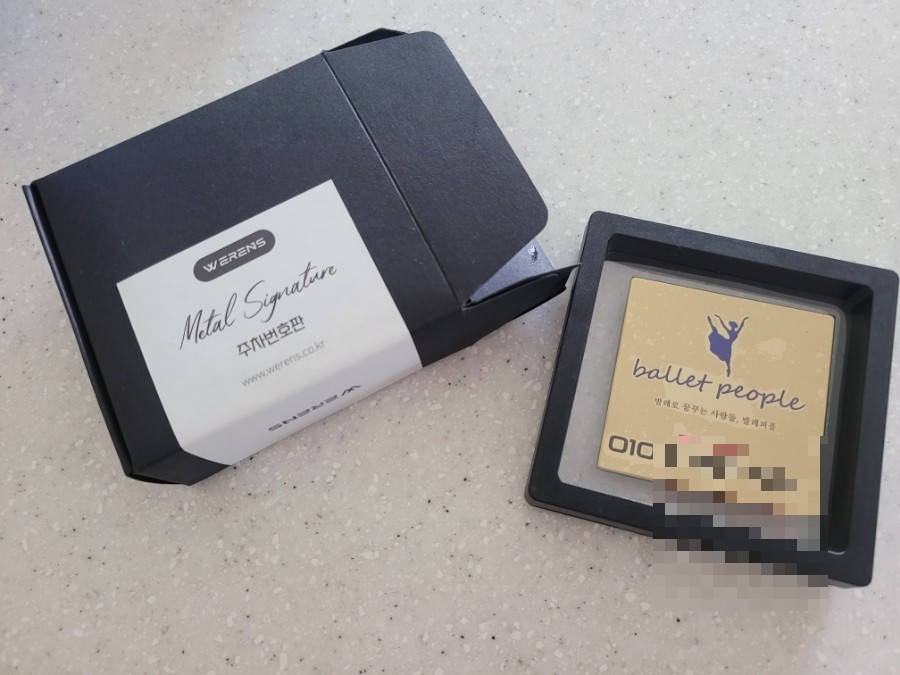 WERENS
Metal Signature
주차번호판
www.werens.co.kr
WERENS
ballet people
발레로 꿈꾸는 사람들, 발레피플
010